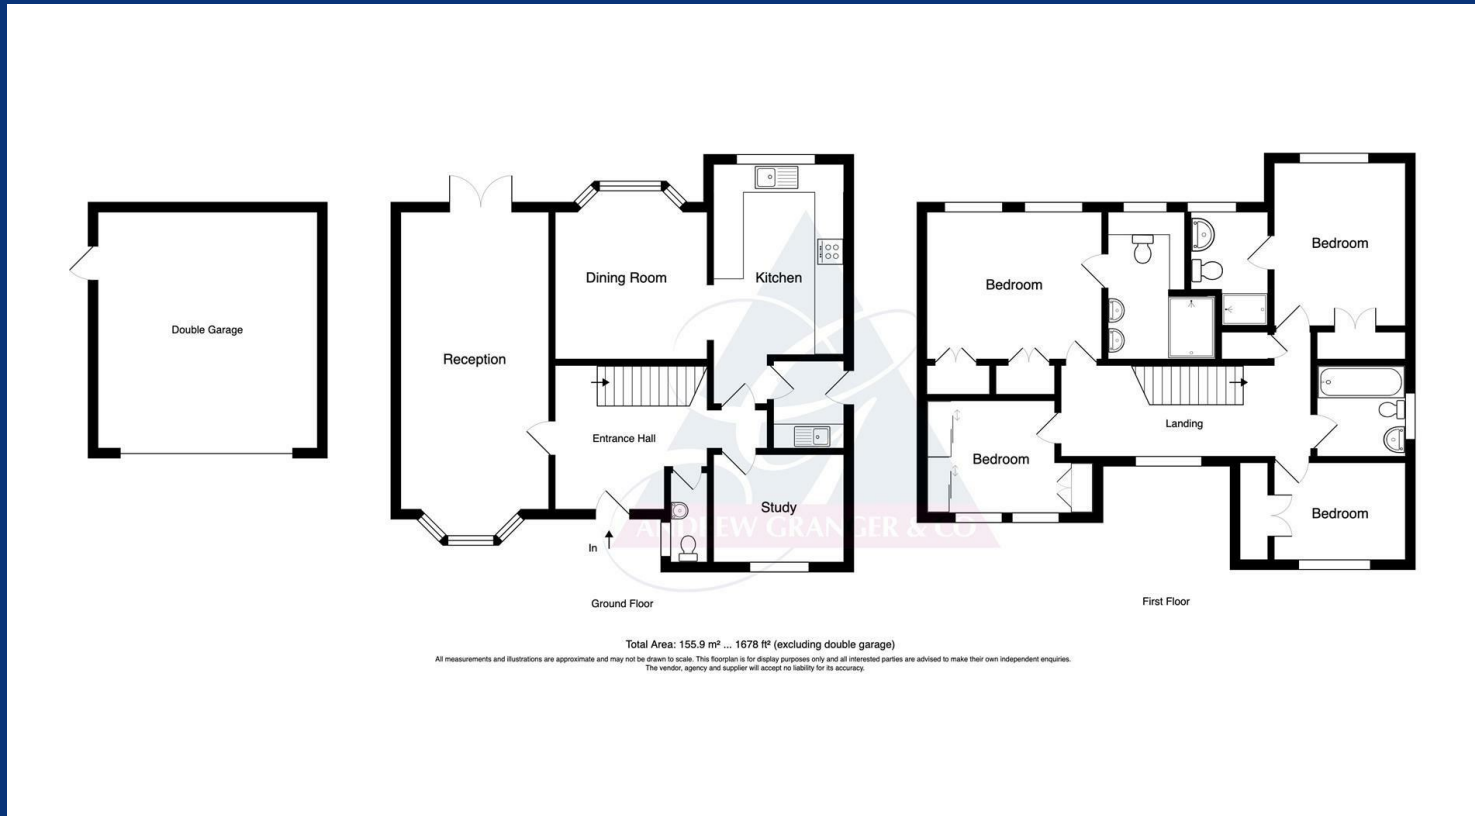 Double Garage
Reception
Dining Room
Kitchen
Entrance Hall
Study
In
Ground Floor
Bedroom
Bedroom
Landing
Bedroom
Bedroom
First Floor
ANDREW GRANGER & CO
Total Area: 155.9 m² ... 1678 ft² (excluding double garage)
All measurements and illustrations are approximate and may not be drawn to scale. This floorplan is for display purposes only and all interested parties are advised to make their own independent enquiries.
The vendor, agency and supplier will accept no liability for its accuracy.